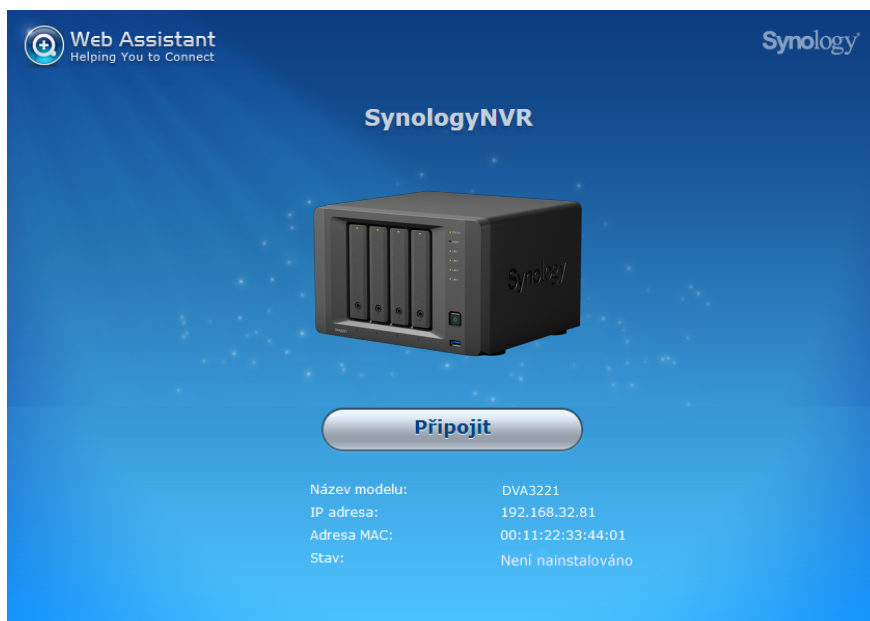 Web Assistant
Helping You to Connect
Synology
SynologyNVR
Synology
Připojit
Název modelu: DVA3221
IP adresa: 192.168.32.81
Adresa MAC: 00:11:22:33:44:01
Stav: Není nainstalováno